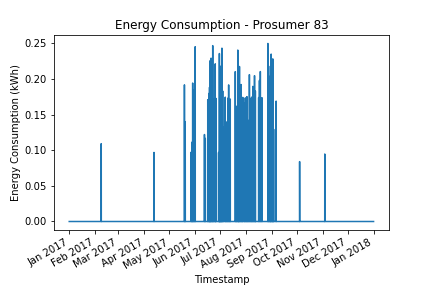 Energy Consumption - Prosumer 83
Energy Consumption (kWh)
0.25
0.20
0.15
0.10
0.05
0.00
Jan 2017
Feb 2017
Mar 2017
Apr 2017
May 2017
Jun 2017
Jul 2017
Aug 2017
Sep 2017
Oct 2017
Nov 2017
Dec 2017
Jan 2018
Timestamp